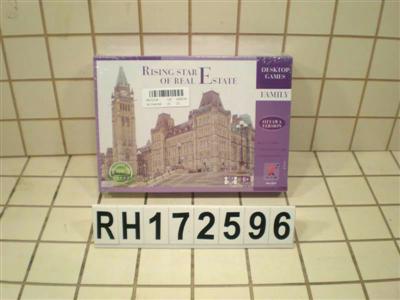 RISING STAR
OF REAL ESTATE
DESKTOP
GAMES
FAMILY
OTTAWA
VERSION
RH172596